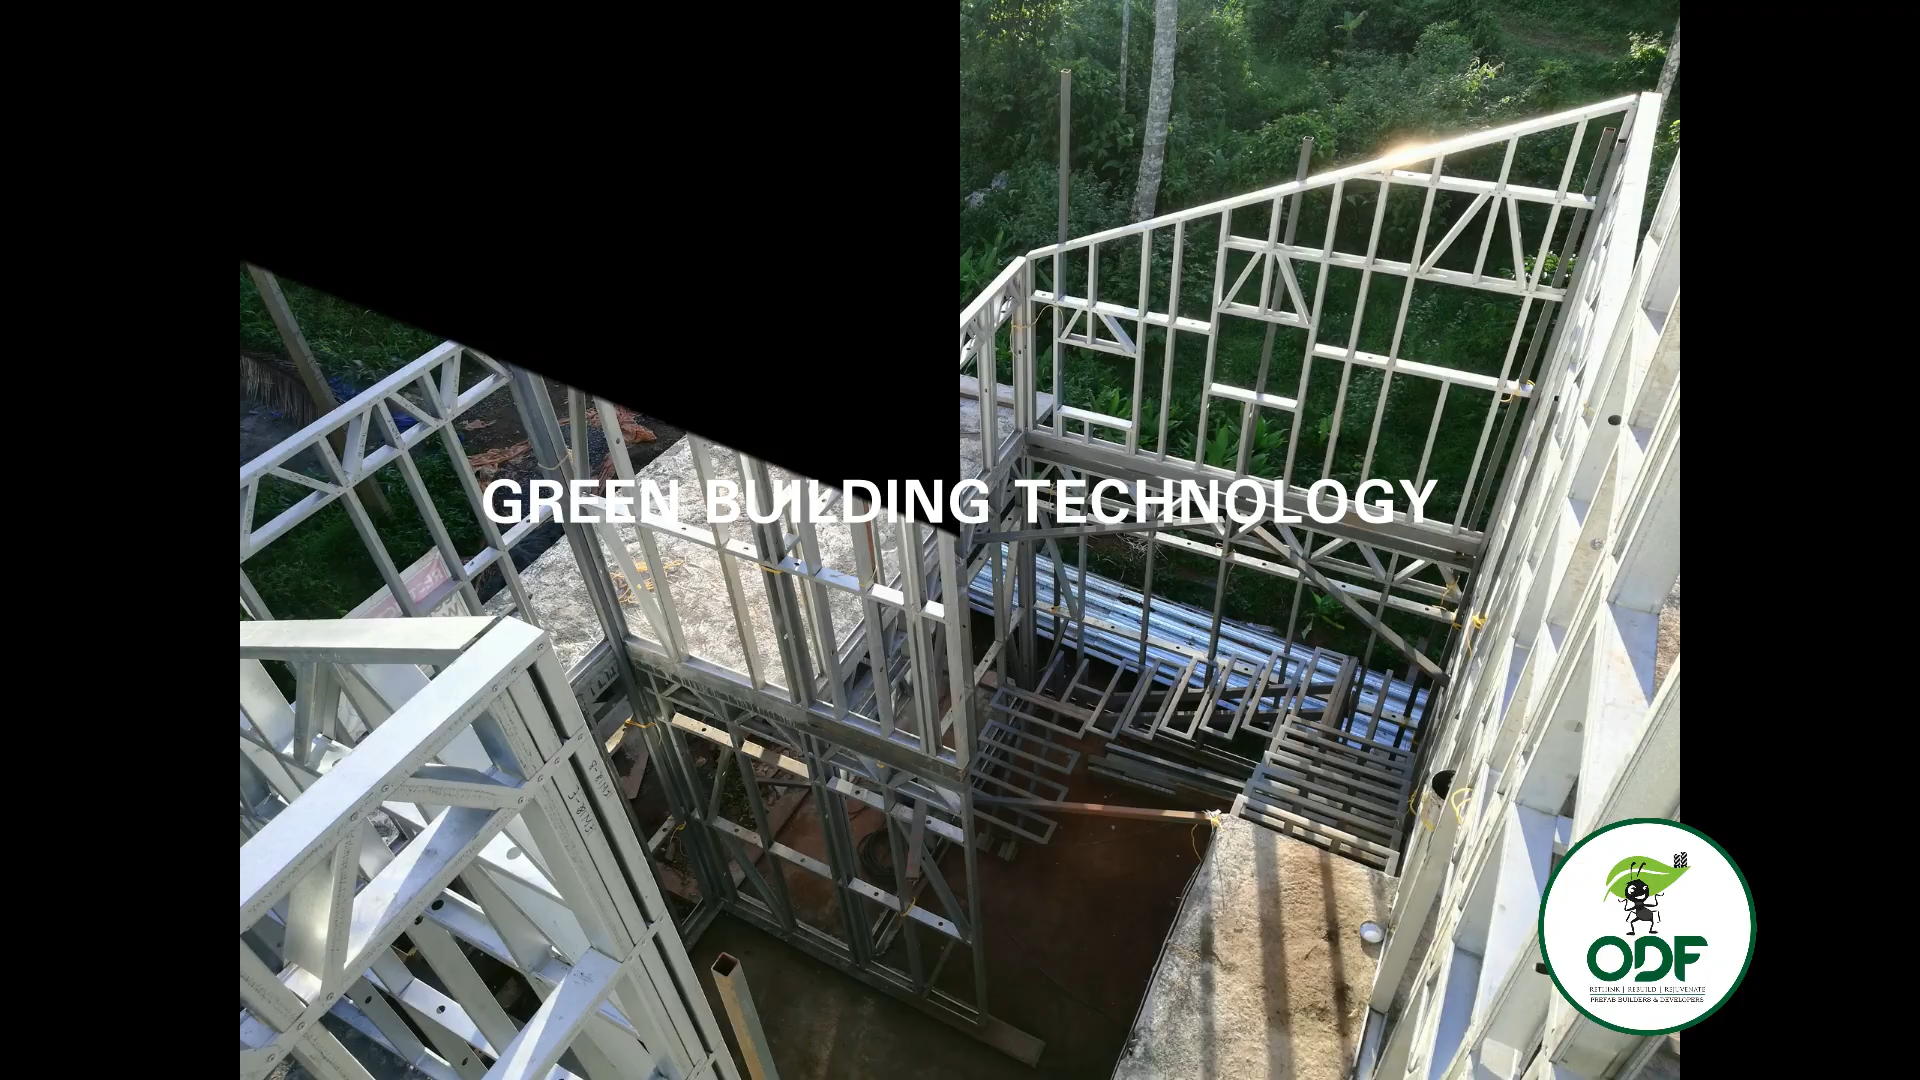 GREEN BUILDING TECHNOLOGY
ODF
RETHINK | REBUILD | REJUVENATE
PREFAB BUILDERS & DEVELOPERS